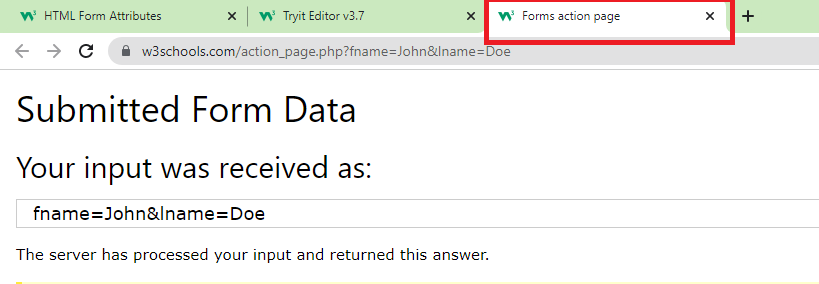 HTML Form Attributes
Tryit Editor v3.7
Forms action page
w3schools.com/action_page.php?fname=John&lname=Doe
Submitted Form Data
Your input was received as:
fname=John&lname=Doe
The server has processed your input and returned this answer.